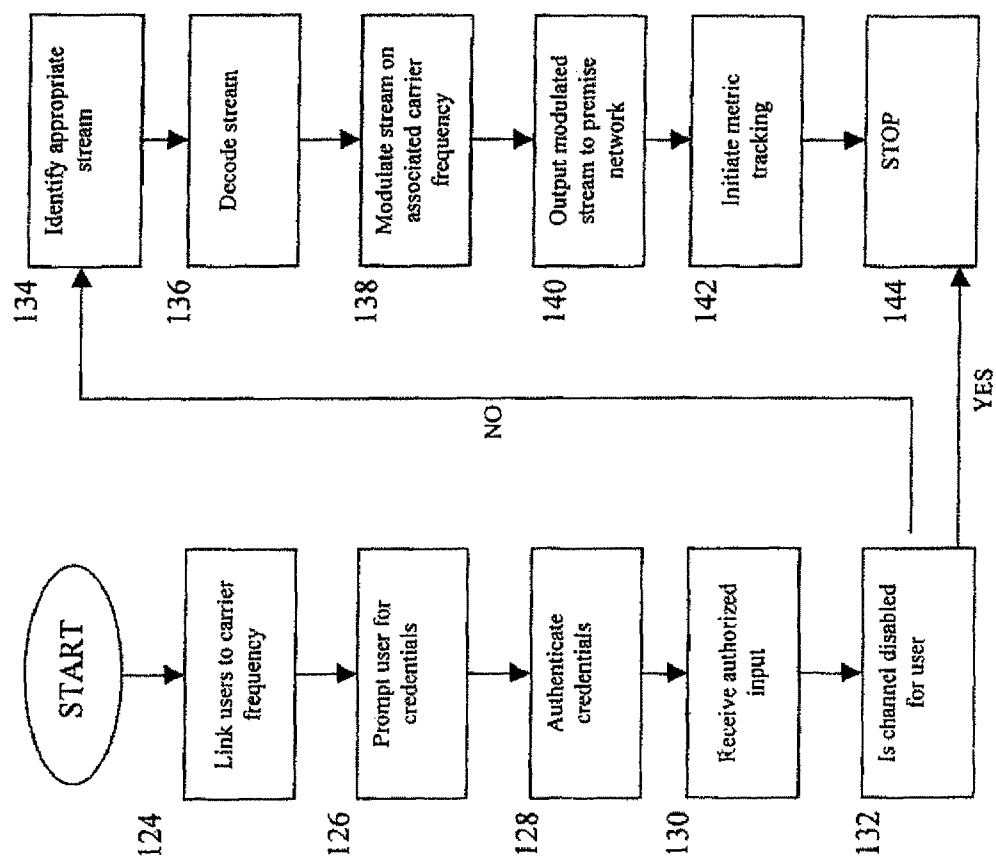 START
124
Link users to carrier
frequency
126
Prompt user for
credentials
128
Authenticate
credentials
130
Receive authorized
input
132
Is channel disabled
for user
NO
YES
134
Identify appropriate
stream
136
Decode stream
138
Modulate stream on
associated carrier
frequency
140
Output modulated
stream to premise
network
142
Initiate metric
tracking
144
STOP